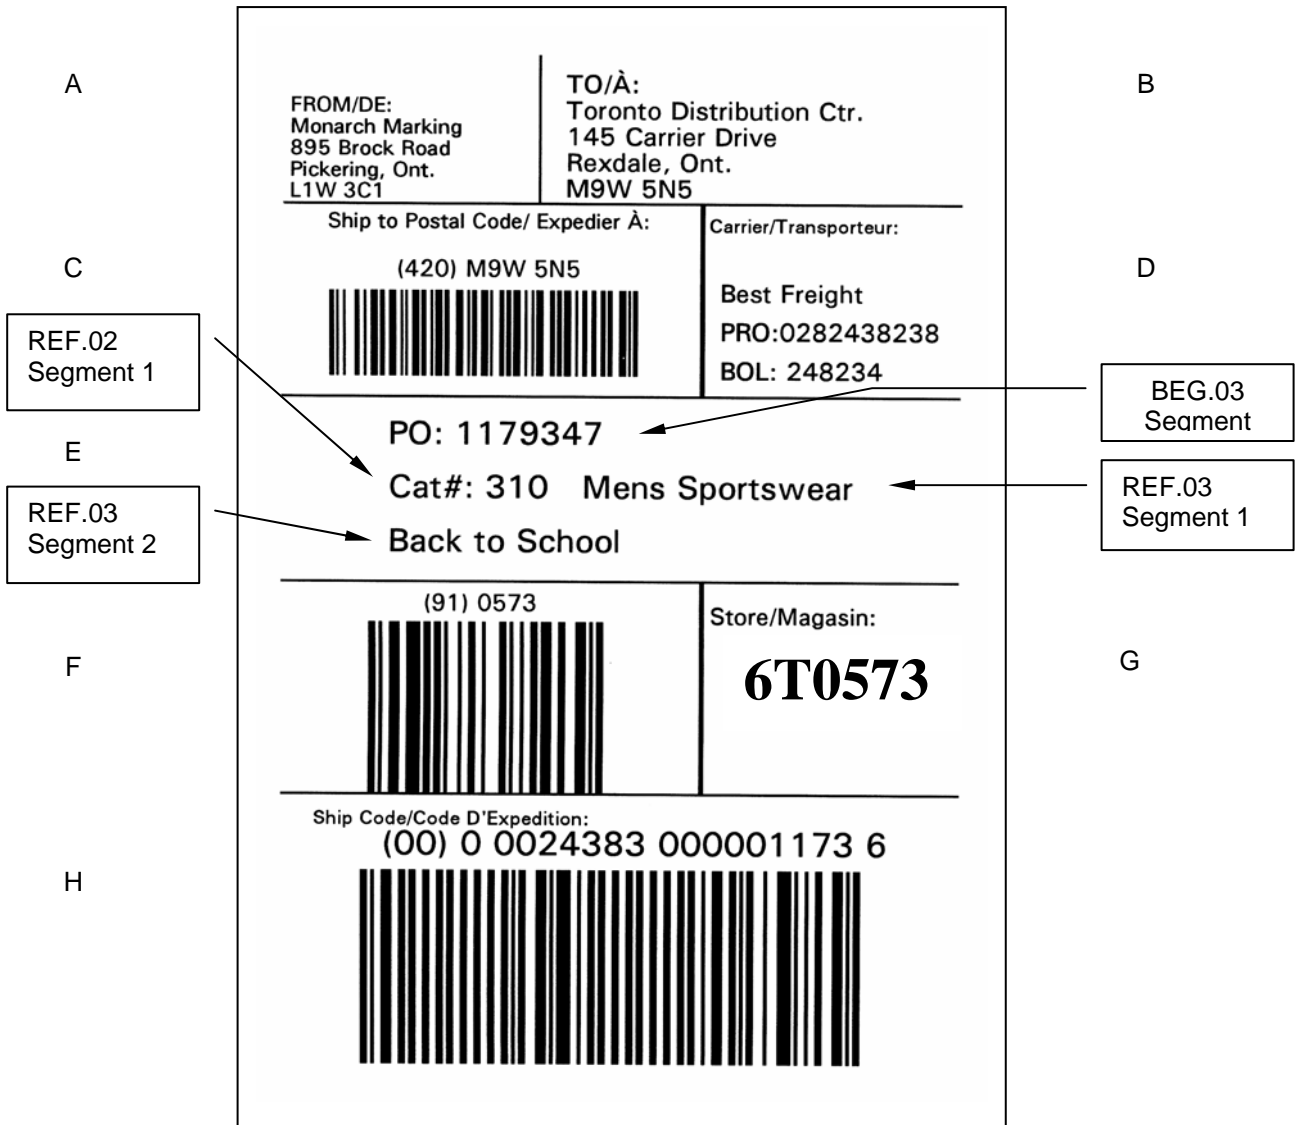 A
B
FROM/DE:
Monarch Marking
895 Brock Road
Pickering, Ont.
L1W 3C1
TO/À:
Toronto Distribution Ctr.
145 Carrier Drive
Rexdale, Ont.
M9W 5N5
C
D
Ship to Postal Code/ Expedier À:
(420) M9W 5N5
Carrier/Transporteur:
Best Freight
PRO:0282438238
BOL: 248234
REF.02
Segment 1
BEG.03
Segment
E
PO: 1179347
Cat#: 310 Mens Sportswear
Back to School
REF.03
Segment 2
REF.03
Segment 1
F
G
(91) 0573
Store/Magasin:
6T0573
H
Ship Code/Code D'Expedition:
(00) 0 0024383 000001173 6